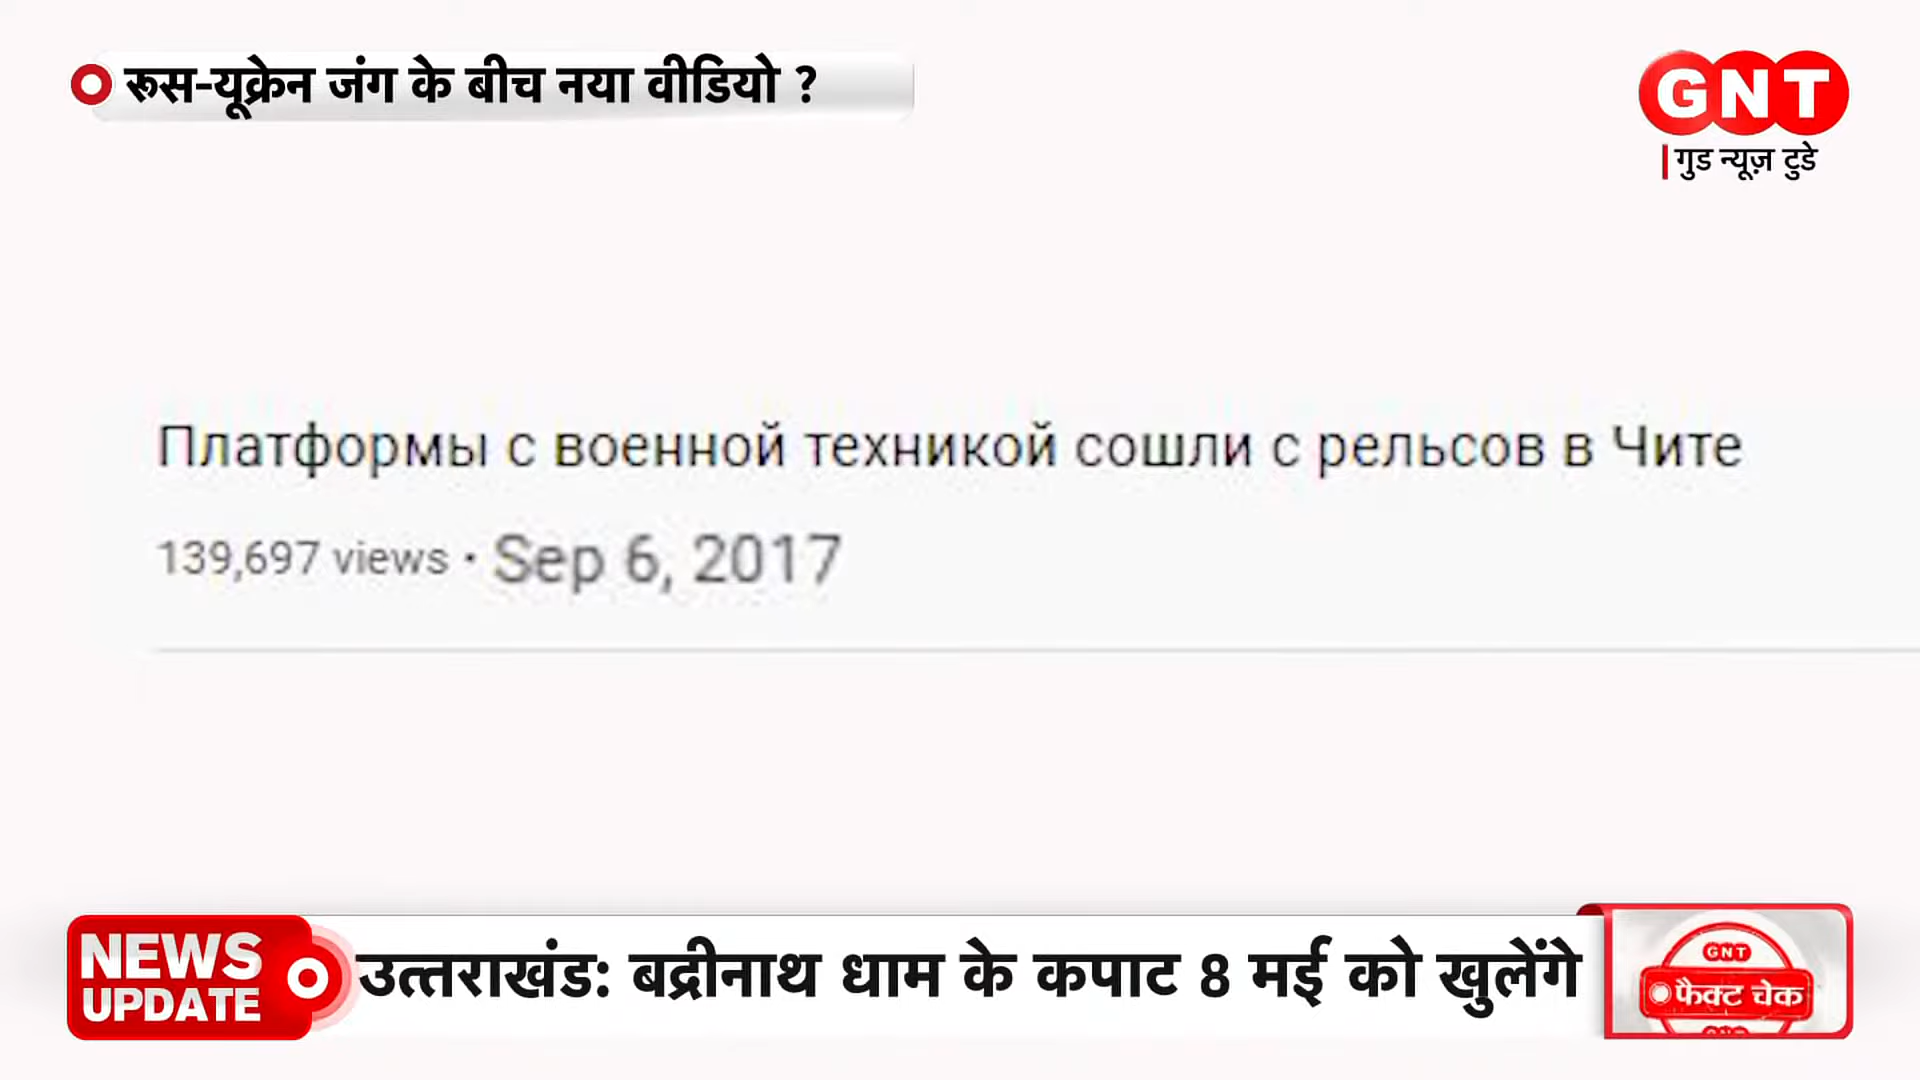 रूस-यूक्रेन जंग के बीच नया वीडियो ?
GNT
गुड न्यूज़ टुडे
Платформы с военной техникой сошли с рельсов в Чите
139,697 views • Sep 6, 2017
NEWS
UPDATE
उत्तराखंड: बद्रीनाथ धाम के कपाट 8 मई को खुलेंगे
GNT
फैक्ट चेक
GNT